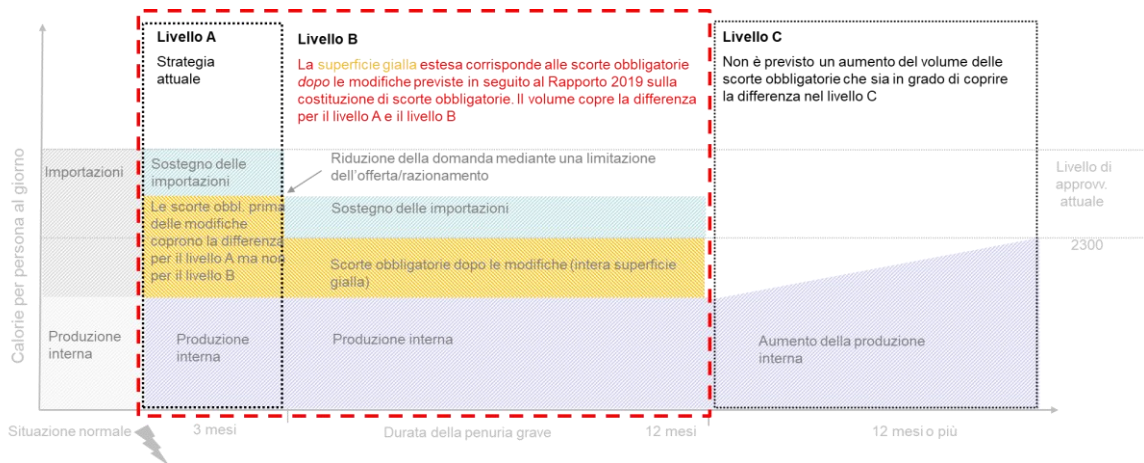 Livello A
Strategia
attuale
Livello B
La superficie gialla estesa corrisponde alle scorte obbligatorie
dopo le modifiche previste in seguito al Rapporto 2019 sulla
costituzione di scorte obbligatorie. Il volume copre la differenza
per il livello A e il livello B
Livello C
Non è previsto un aumento del volume delle
scorte obbligatorie che sia in grado di coprire
la differenza nel livello C
Calorie per persona al giorno
Importazioni
Sostegno delle
importazioni
Riduzione della domanda mediante una limitazione
dell'offerta/razionamento
Livello di
approvv.
attuale
Le scorte obbl. prima
delle modifiche
coprono la differenza
per il livello A ma non
per il livello B
Sostegno delle importazioni
2300
Scorte obbligatorie dopo le modifiche (intera superficie
gialla)
Produzione
interna
Produzione
interna
Produzione interna
Aumento della produzione
interna
Situazione normale
3 mesi
Durata della penuria grave
12 mesi
12 mesi o più